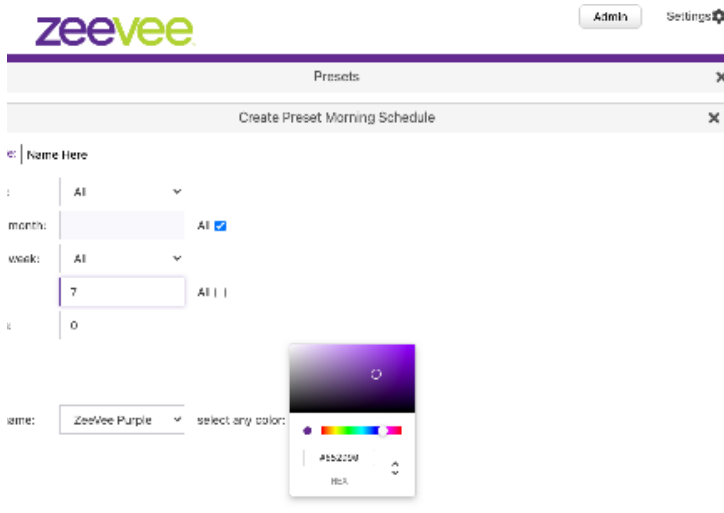 zeevee
Admin Settings
Presets
Create Preset Morning Schedule
Name Here
All
month: All
week: All
7 All
0
ZeeVee Purple select any color:
HEX